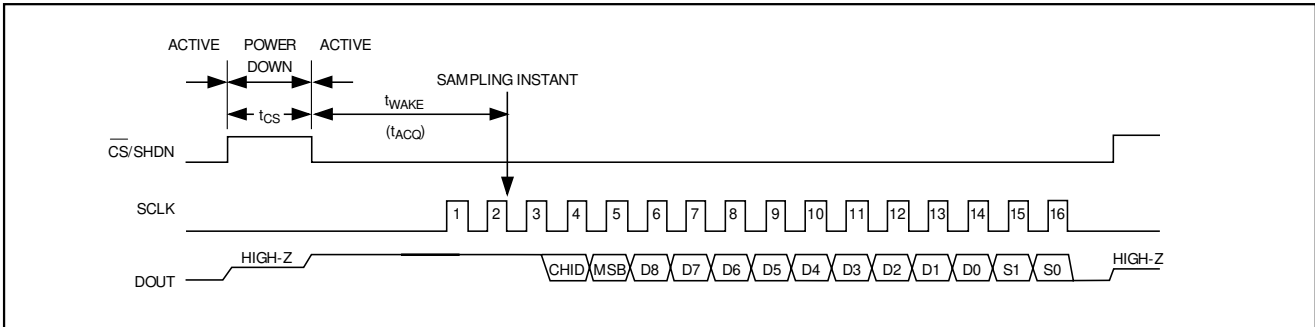 ACTIVE POWER DOWN ACTIVE
SAMPLING INSTANT
tCS
tWAKE
(tACQ)
CS/SHDN
SCLK
1 2 3 4 5 6 7 8 9 10 11 12 13 14 15 16
DOUT
HIGH-Z
CHID MSB D8 D7 D6 D5 D4 D3 D2 D1 D0 S1 S0
HIGH-Z